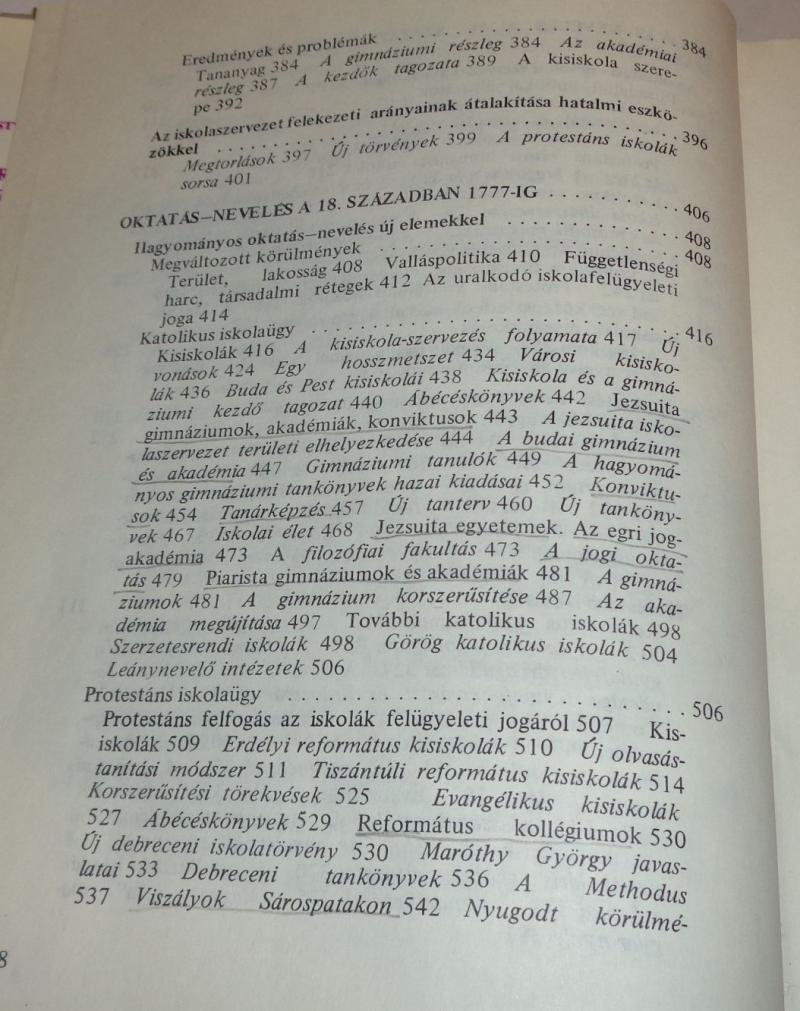 Eredmények és problémák . . . . . . . . . . . . . . . . . . . . . . . . 384
Tananyag 384 A gimnáziumi részleg 384 Az akadémiai
részleg 387 A kezdők tagozata 389 A kisiskola szere-
pe 392
Az iskolaszervezet felekezeti arányainak átalakítása hatalmi eszkö-
zökkel . . . . . . . . . . . . . . . . . . . . . . . . . . . . . . . . 396
Megtorlások 397 Új törvények 399 A protestáns iskolák
sorsa 401
OKTATÁS—NEVELÉS A 18. SZÁZADBAN 1777-IG . . . . . . . . . . 406
Hagyományos oktatás—nevelés új elemekkel . . . . . . . . . . . . . 408
Megváltozott körülmények . . . . . . . . . . . . . . . . . . . . . . 408
Terület, lakosság 408 Valláspolitika 410 Függetlenségi
harc, társadalmi rétegek 412 Az uralkodó iskolafelügyeleti
joga 414
Katolikus iskolaügy . . . . . . . . . . . . . . . . . . . . . . . . . . 416
Kisiskolák 416 A kisiskola-szervezés folyamata 417 Új
vonások 424 Egy hosszmetszet 434 Városi kisisko-
lák 436 Buda és Pest kisiskolái 438 Kisiskola és a gimná-
ziumi kezdő tagozat 440 Ábécéskönyvek 442 Jezsuita
gimnáziumok, akadémiák, konviktusok 443 A jezsuita isko-
laszervezet területi elhelyezkedése 444 A budai gimnázium
és akadémia 447 Gimnáziumi tanulók 449 A hagyomá-
nyos gimnáziumi tankönyvek hazai kiadásai 452 Konviktu-
sok 454 Tanárképzés 457 Új tanterv 460 Új tanköny-
vek 467 Iskolai élet 468 Jezsuita egyetemek. Az egri jog-
akadémia 473 A filozófiai fakultás 473 A jogi okta-
tás 479 Piarista gimnáziumok és akadémiák 481 A gimná-
ziumok 481 A gimnázium korszerűsítése 487 Az aka-
démia megújítása 497 További katolikus iskolák 498
Szerzetesrendi iskolák 498 Görög katolikus iskolák 504
Leánynevelő intézetek 506
Protestáns iskolaügy . . . . . . . . . . . . . . . . . . . . . . . . . 506
Protestáns felfogás az iskolák felügyeleti jogáról 507 Kis-
iskolák 509 Erdélyi református kisiskolák 510 Új olvasás-
tanítási módszer 511 Tiszántúli református kisiskolák 514
Korszerűsítési törekvések 525 Evangélikus kisiskolák
527 Ábécéskönyvek 529 Református kollégiumok 530
Új debreceni iskolatörvény 530 Maróthy György javas-
latai 533 Debreceni tankönyvek 536 A Methodus
537 Viszályok Sárospatakon 542 Nyugodt körülmé-
8